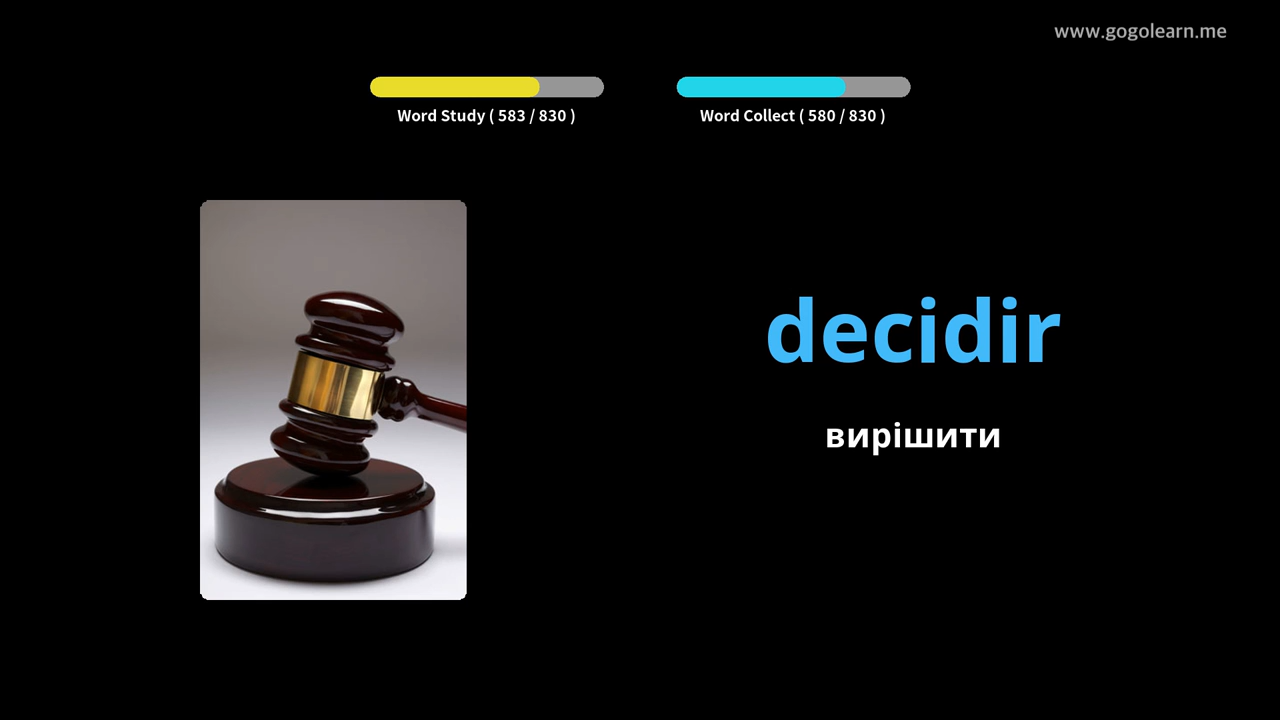 www.gogolearn.me
Word Study ( 583 / 830 )
Word Collect ( 580 / 830 )
decidir
вирішити